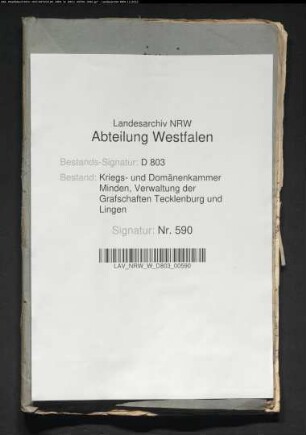 Landesarchiv NRW
Abteilung Westfalen
Bestands-Signatur: D 803
Bestand: Kriegs- und Domänenkammer
Minden, Verwaltung der
Grafschaften Tecklenburg und
Lingen
Signatur: Nr. 590
LAV_NRW_W_D803_00590